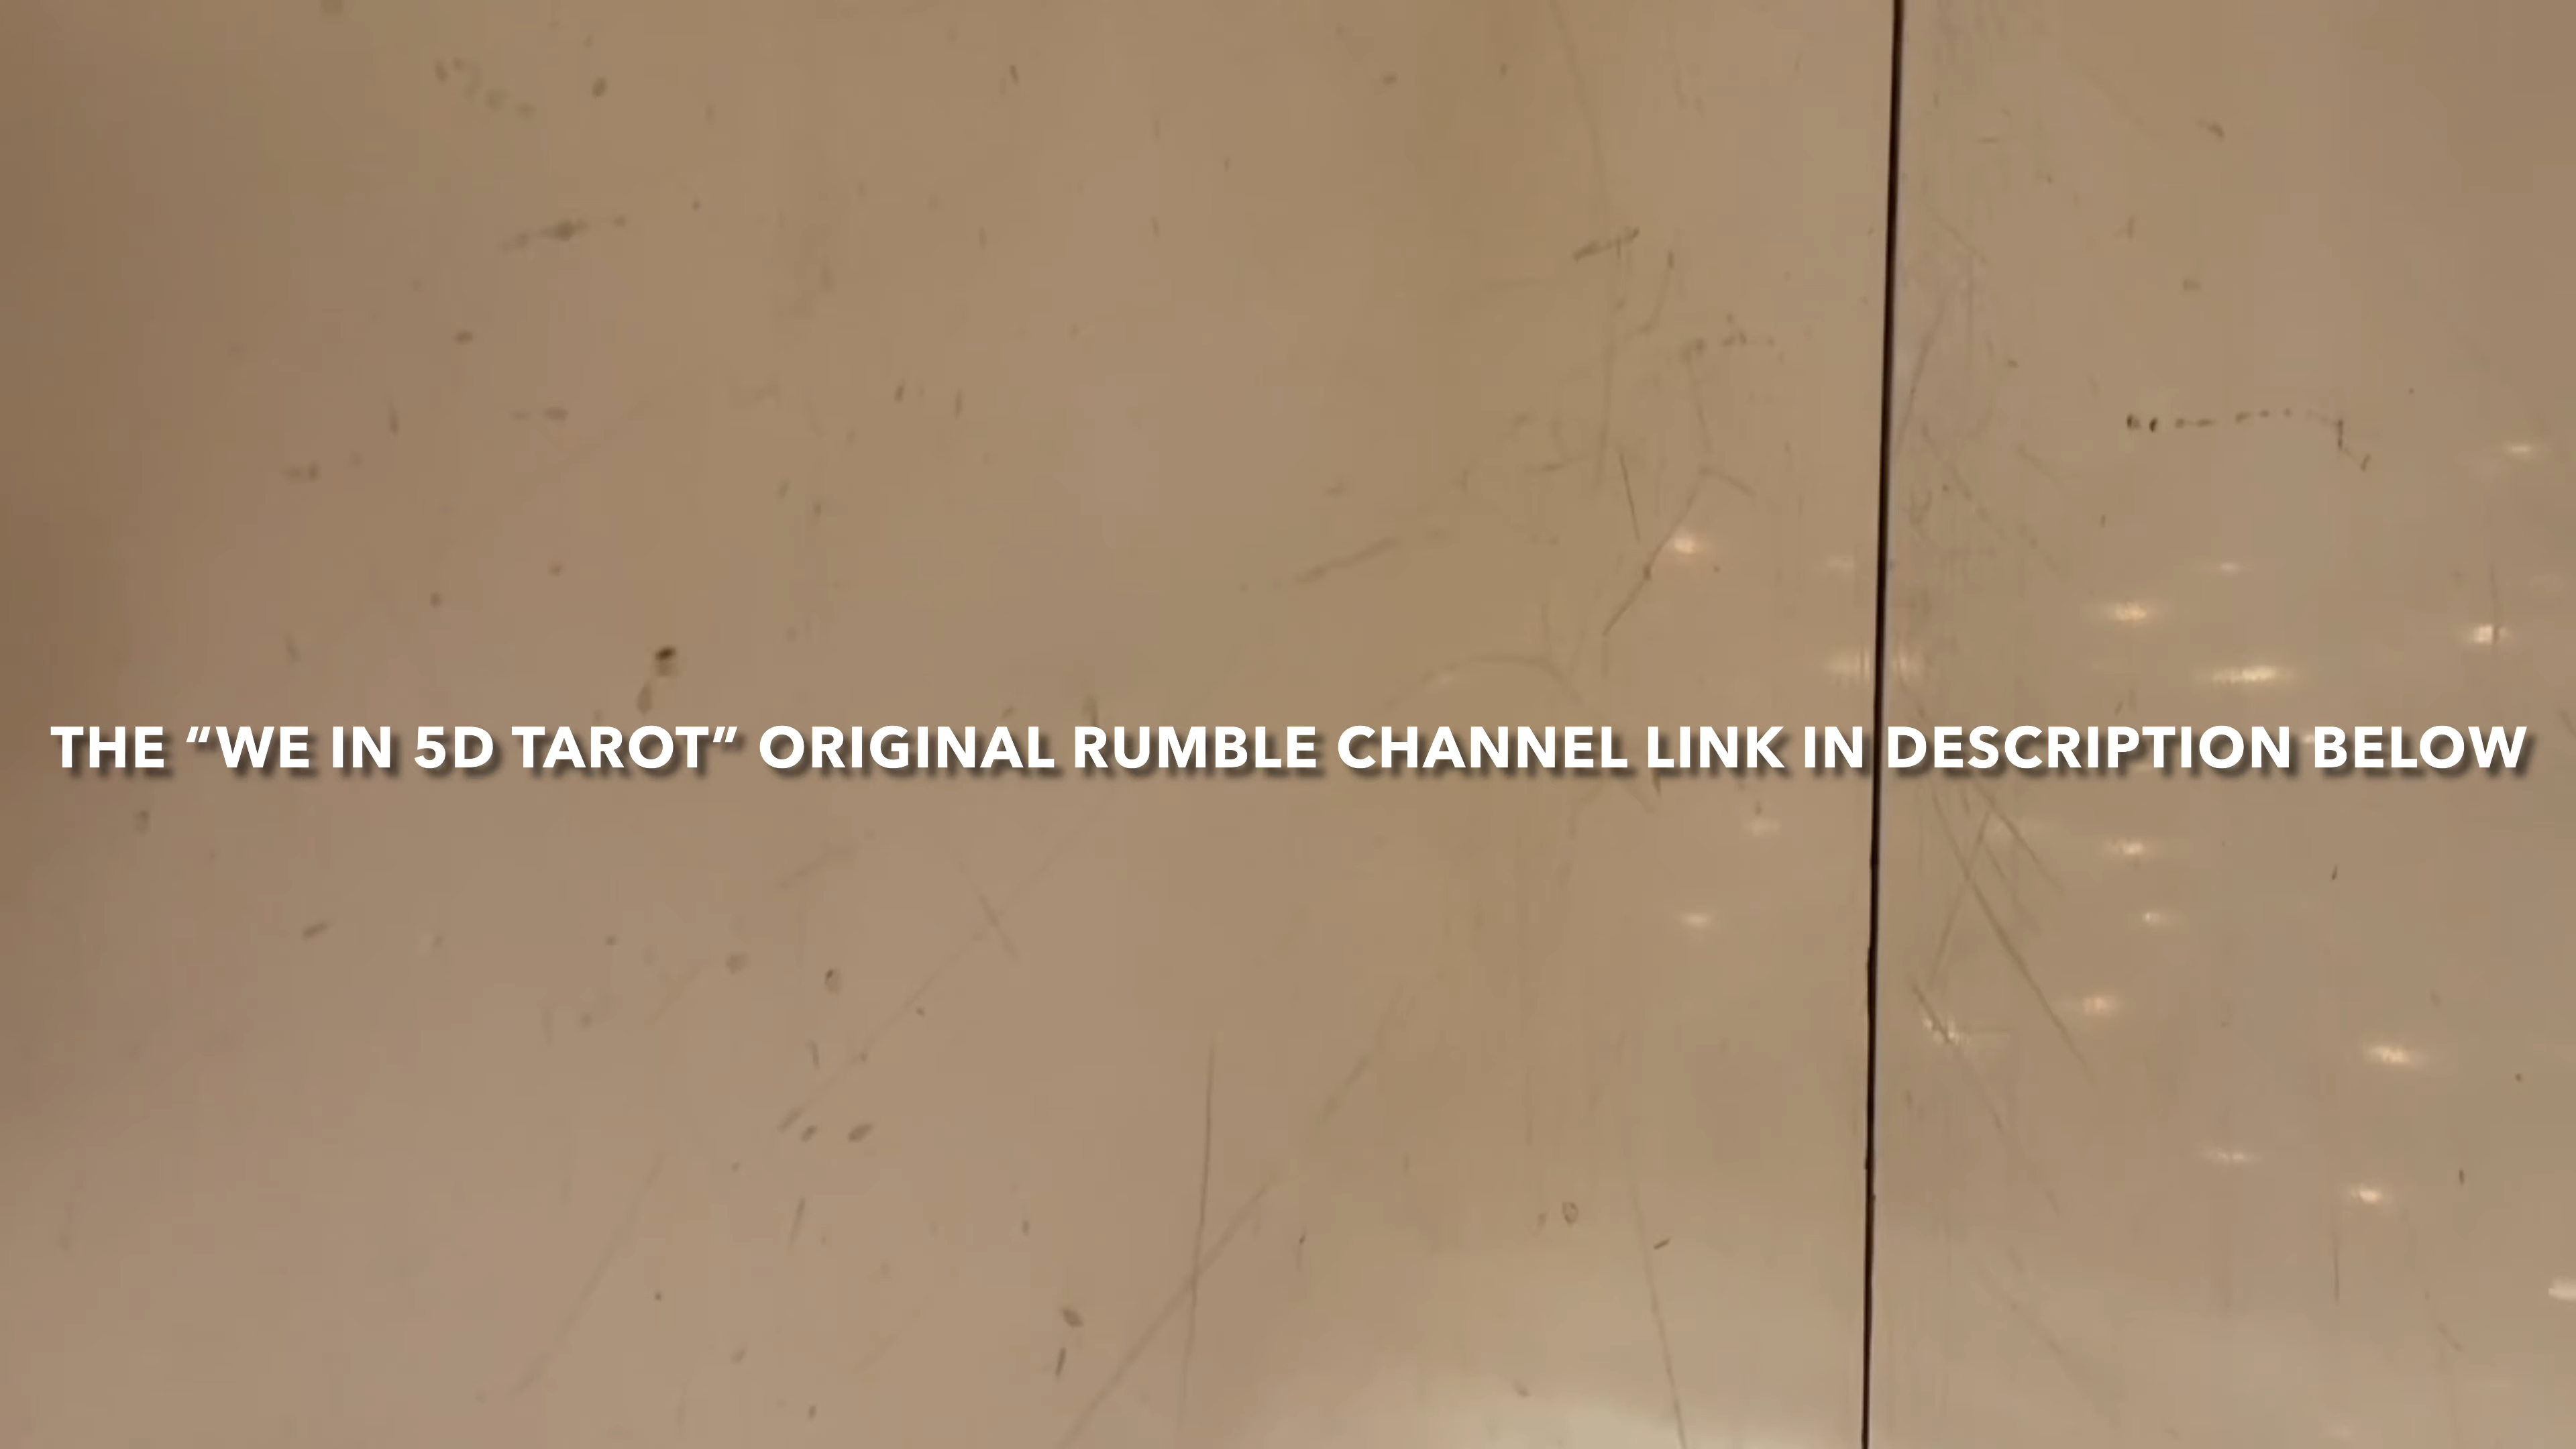 THE “WE IN 5D TAROT” ORIGINAL RUMBLE CHANNEL LINK IN DESCRIPTION BELOW